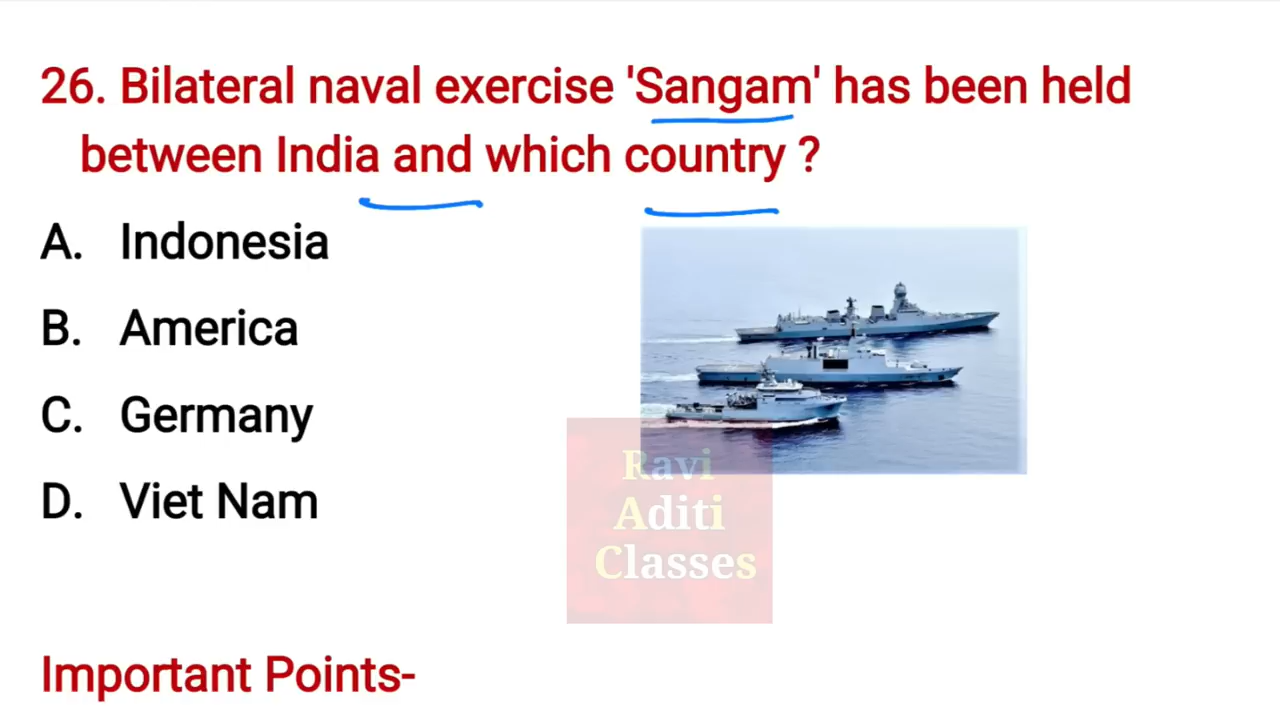 26. Bilateral naval exercise 'Sangam' has been held
between India and which country ?
A. Indonesia
B. America
C. Germany
D. Viet Nam
Ravi
Aditi
Classes
Important Points-